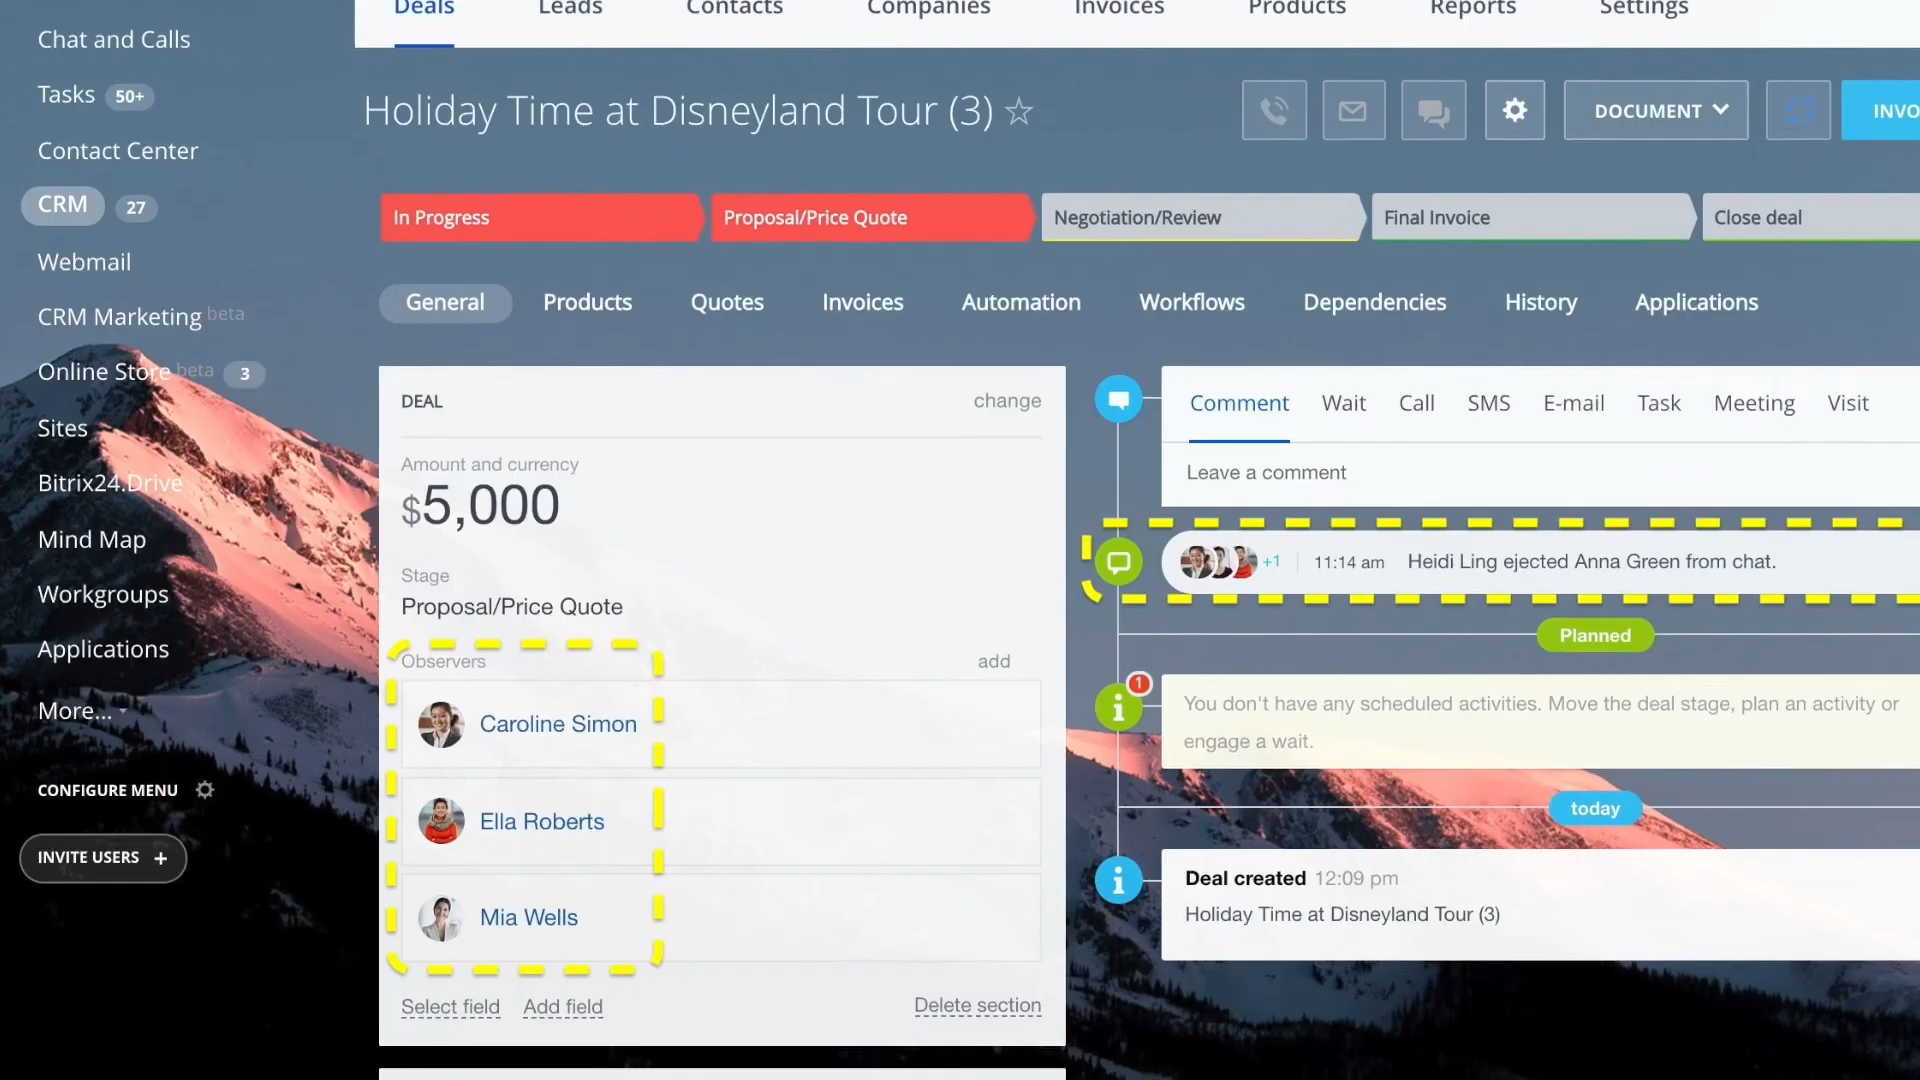 Deals Leads Contacts Companies Invoices Products Reports Settings
Chat and Calls
Tasks 50+
Contact Center
CRM 27
Webmail
CRM Marketing beta
Online Store beta 3
Sites
Bitrix24.Drive
Mind Map
Workgroups
Applications
More...
CONFIGURE MENU
INVITE USERS +
Holiday Time at Disneyland Tour (3)
DOCUMENT
INVO
In Progress Proposal/Price Quote Negotiation/Review Final Invoice Close deal
General Products Quotes Invoices Automation Workflows Dependencies History Applications
DEAL change
Amount and currency
$5,000
Stage
Proposal/Price Quote
Observers add
Caroline Simon
Ella Roberts
Mia Wells
Select field Add field Delete section
Comment Wait Call SMS E-mail Task Meeting Visit
Leave a comment
+1 11:14 am Heidi Ling ejected Anna Green from chat.
Planned
1
You don't have any scheduled activities. Move the deal stage, plan an activity or
engage a wait.
today
Deal created 12:09 pm
Holiday Time at Disneyland Tour (3)